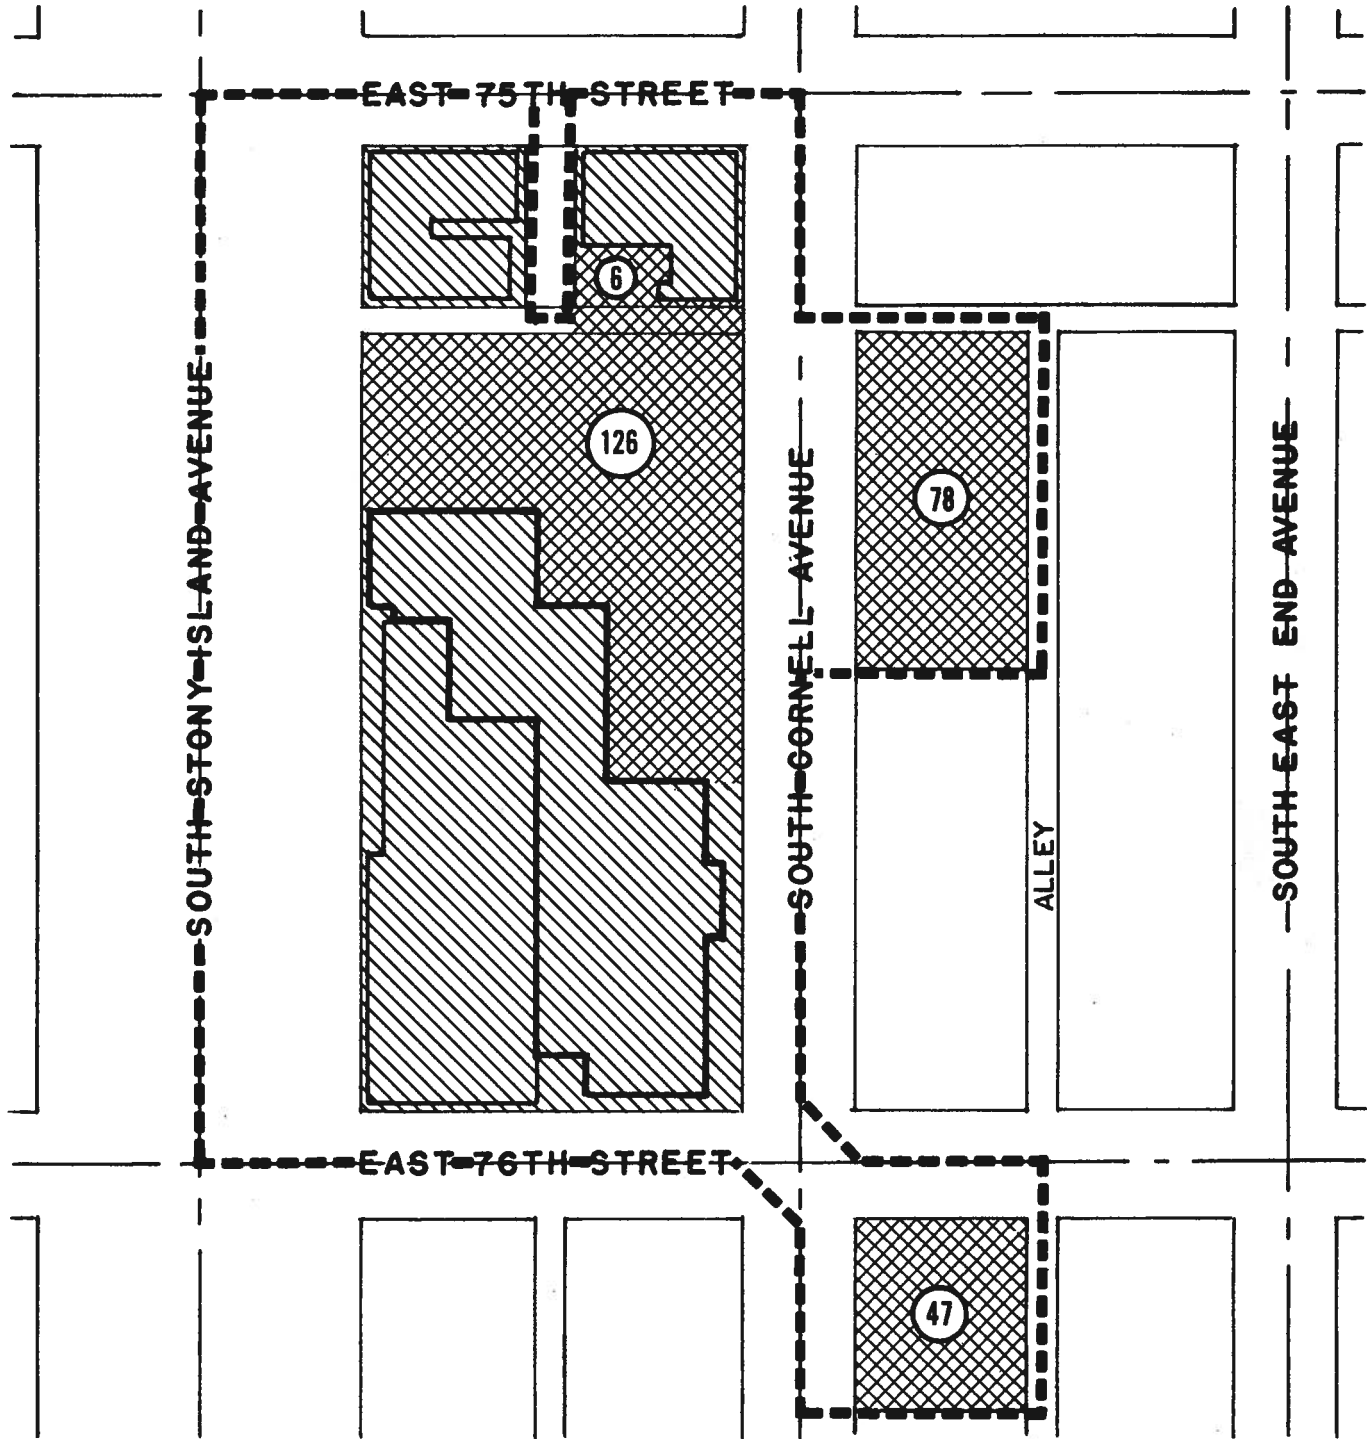 EAST 75TH STREET
6
126
78
SOUTH STONY ISLAND AVENUE
SOUTH CORNELL AVENUE
SOUTH EAST END AVENUE
ALLEY
EAST 76TH STREET
47